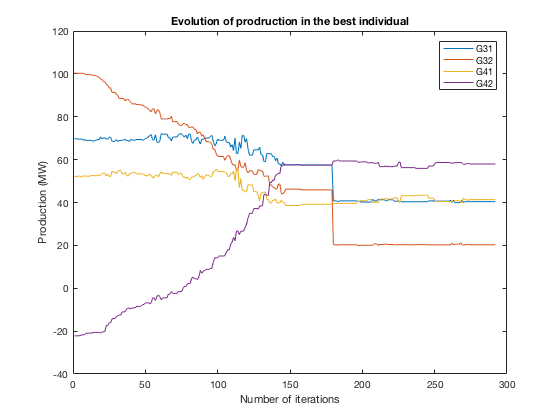 Evolution of prodruction in the best individual
120
100
80
60
40
20
0
-20
-40
Production (MW)
0
50
100
150
200
250
300
Number of iterations
G31
G32
G41
G42